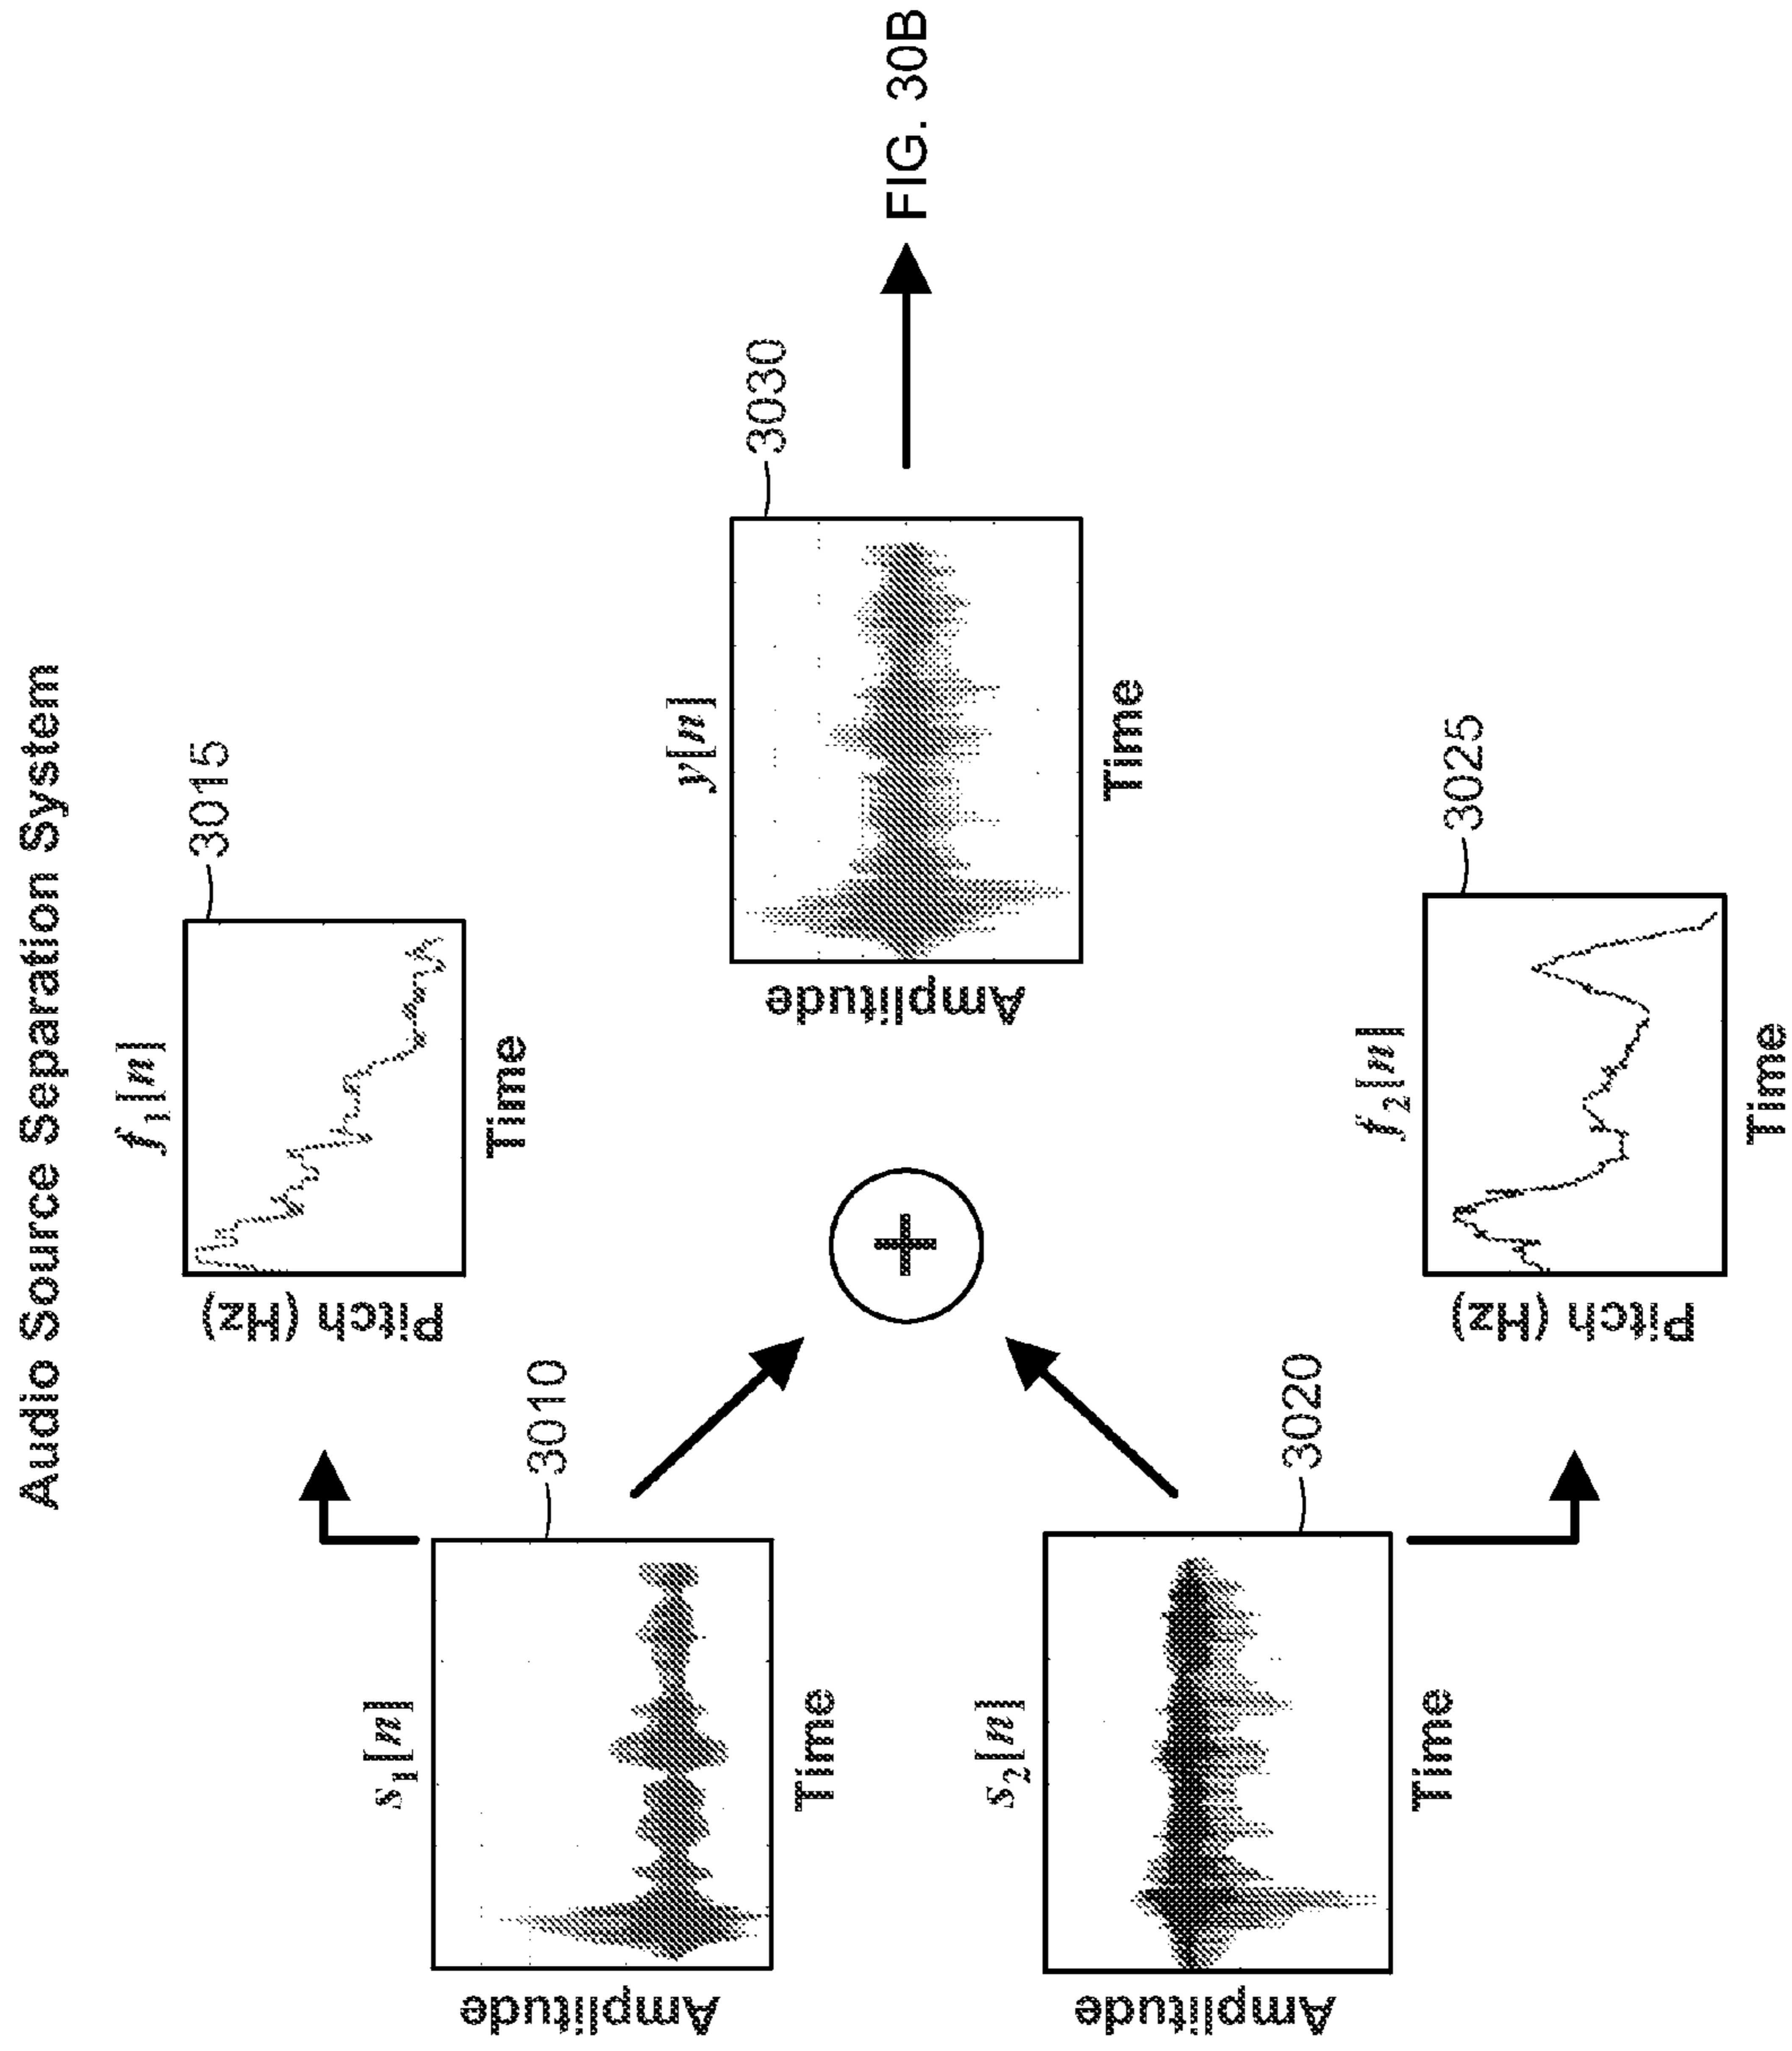 Audio Source Separation System
f₁[n]
3015
Pitch (Hz)
Time
s₁[n]
3010
Amplitude
Time
y[n]
3030
Amplitude
Time
+
FIG. 30B
s₂[n]
3020
Amplitude
Time
f₂[n]
3025
Pitch (Hz)
Time